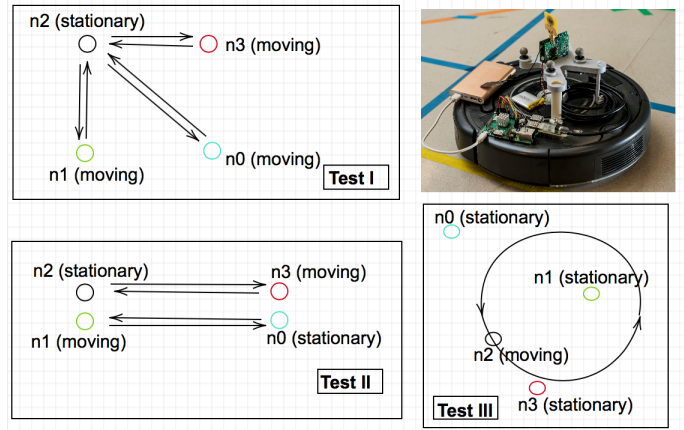 n2 (stationary)
n3 (moving)
n1 (moving)
n0 (moving)
Test I
n2 (stationary)
n3 (moving)
n1 (moving)
n0 (stationary)
Test II
n0 (stationary)
n1 (stationary)
n2 (moving)
n3 (stationary)
Test III